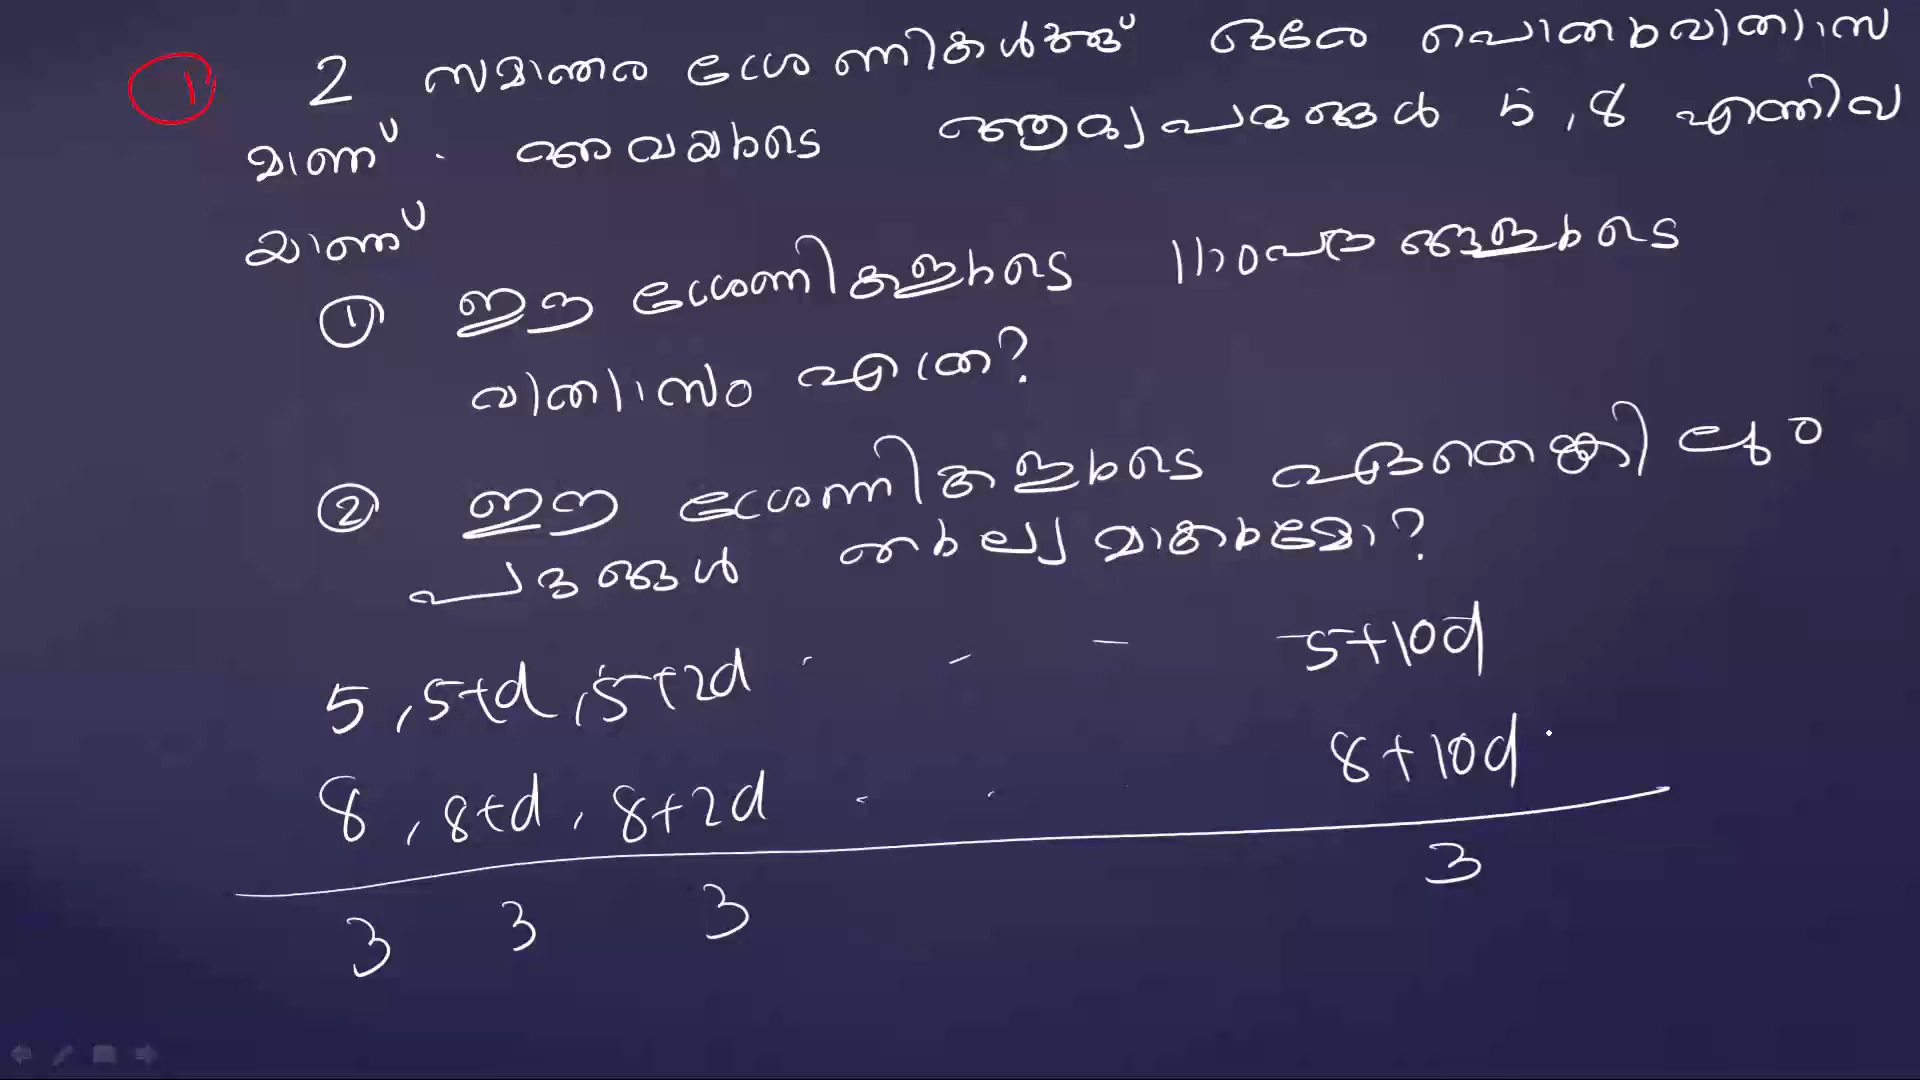 1 2 സമാന്തര ശ്രേണികൾക്ക് ഒരേ പൊതുവ്യത്യാസ
മാണ്. അവയുടെ ആദ്യപദങ്ങൾ 5, 8 എന്നിവ
യാണ്
① ഈ ശ്രേണികളുടെ 11ാംപദങ്ങളുടെ
വ്യത്യാസം എത്ര?
② ഈ ശ്രേണികളുടെ ഏതെങ്കിലും
പദങ്ങൾ തുല്യമാകുമോ?
5, 5+d, 5+2d . - - 5+10d
8, 8+d, 8+2d . . . 8+10d.
3 3 3 3